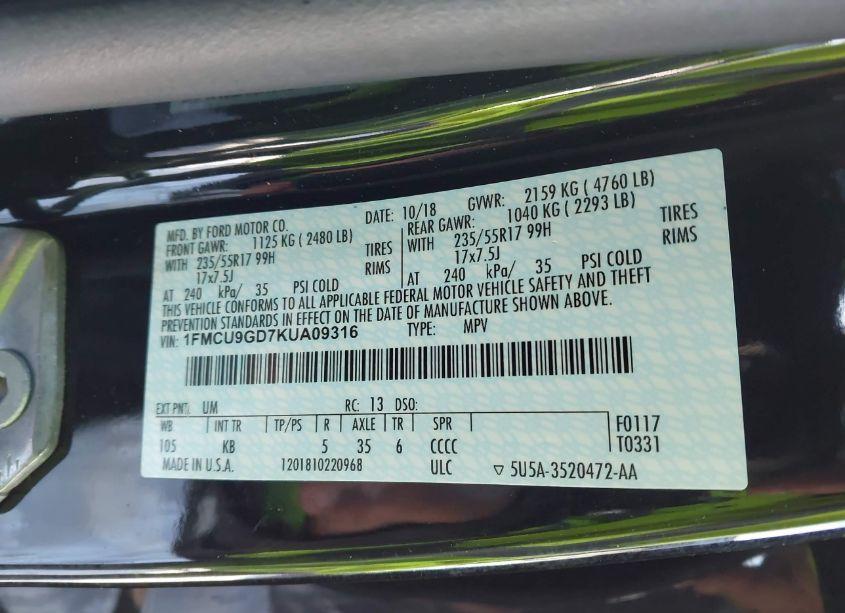 MFD. BY FORD MOTOR CO.
DATE: 10/18 GVWR: 2159 KG ( 4760 LB)
FRONT GAWR: 1125 KG ( 2480 LB)
WITH 235/55R17 99H TIRES
17x7.5J RIMS
AT 240 kPa/ 35 PSI COLD
REAR GAWR: 1040 KG ( 2293 LB)
WITH 235/55R17 99H TIRES
17x7.5J RIMS
AT 240 kPa/ 35 PSI COLD
THIS VEHICLE CONFORMS TO ALL APPLICABLE FEDERAL MOTOR VEHICLE SAFETY AND THEFT
PREVENTION STANDARDS IN EFFECT ON THE DATE OF MANUFACTURE SHOWN ABOVE.
VIN: 1FMCU9GD7KUA09316 TYPE: MPV
EXT PNT: UM RC: 13 DSO:
WB INT TR TP/PS R AXLE TR SPR F0117
105 KB 5 35 6 CCCC T0331
MADE IN U.S.A. 1201810220968 ULC ▽ 5U5A-3520472-AA